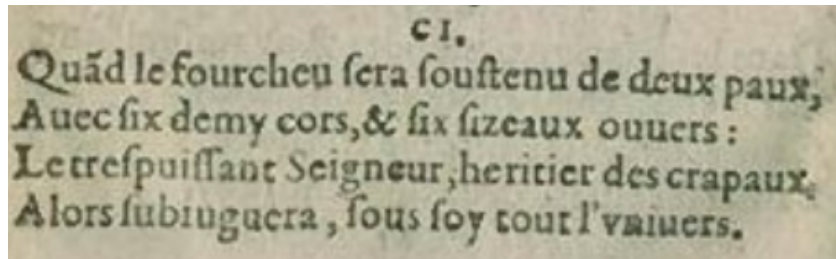 CI.
Quãd le fourcheu ſera ſouſtenu de deux paux,
Auec ſix demy cors, & ſix ſizeaux ouuers:
Le treſpuiſſant Seigneur, heritier des crapaux,
Alors ſubiuguera, ſous ſoy tout l'vniuers.